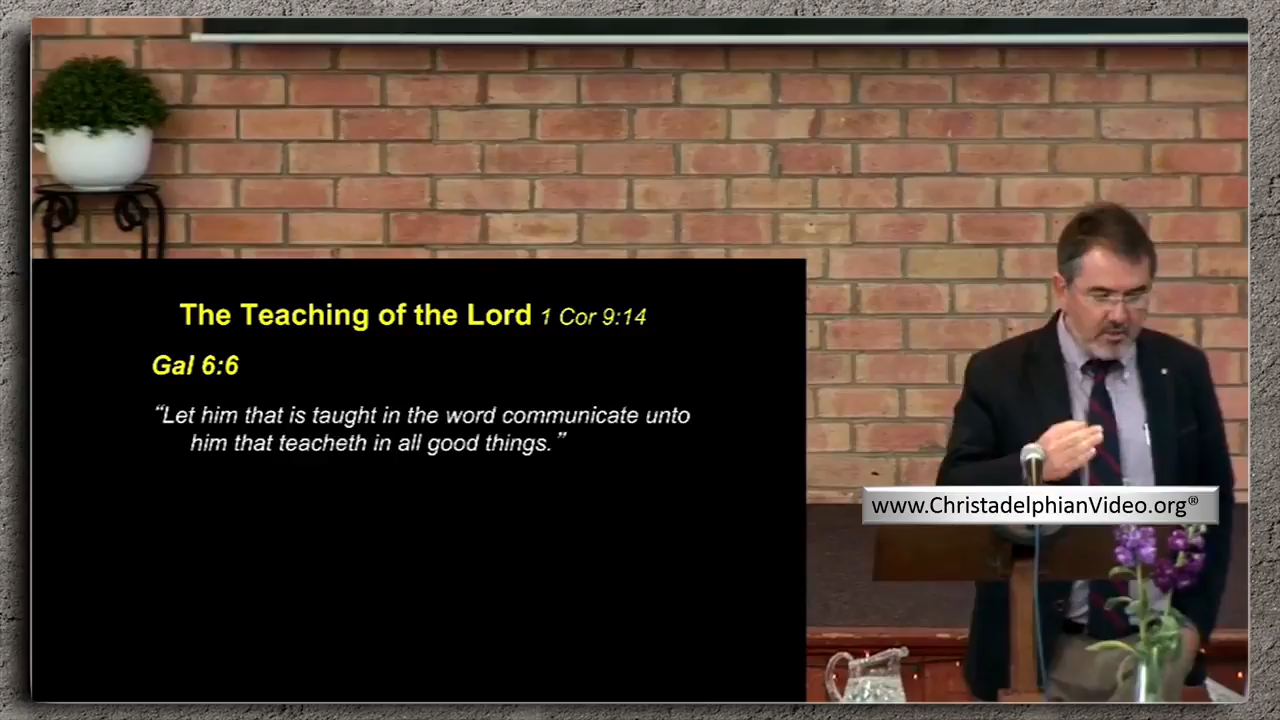 The Teaching of the Lord 1 Cor 9:14
Gal 6:6
“Let him that is taught in the word communicate unto
him that teacheth in all good things.”
www.ChristadelphianVideo.org®